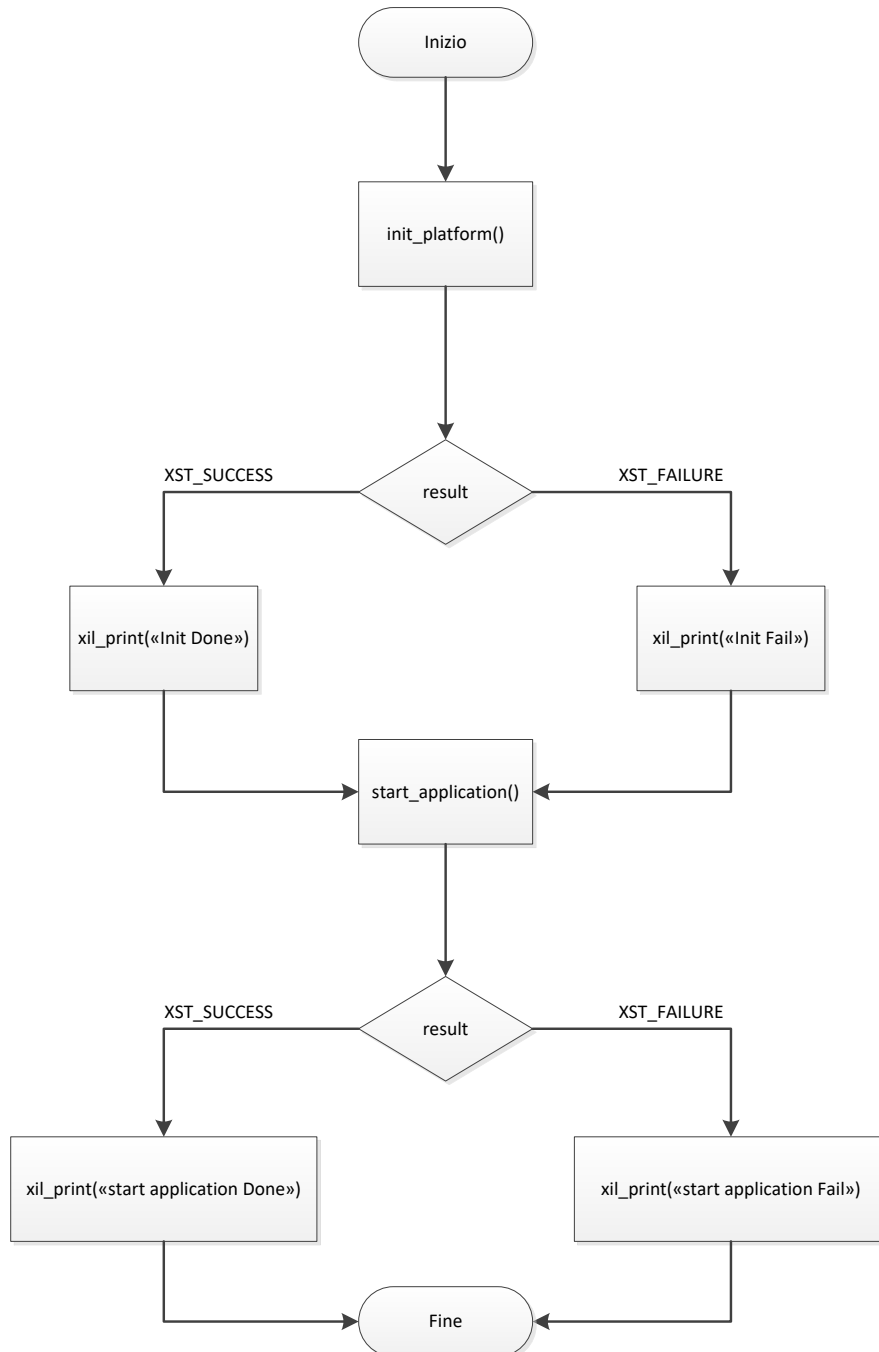 Inizio
init_platform()
result
XST_SUCCESS
XST_FAILURE
xil_print(«Init Done»)
xil_print(«Init Fail»)
start_application()
result
XST_SUCCESS
XST_FAILURE
xil_print(«start application Done»)
xil_print(«start application Fail»)
Fine